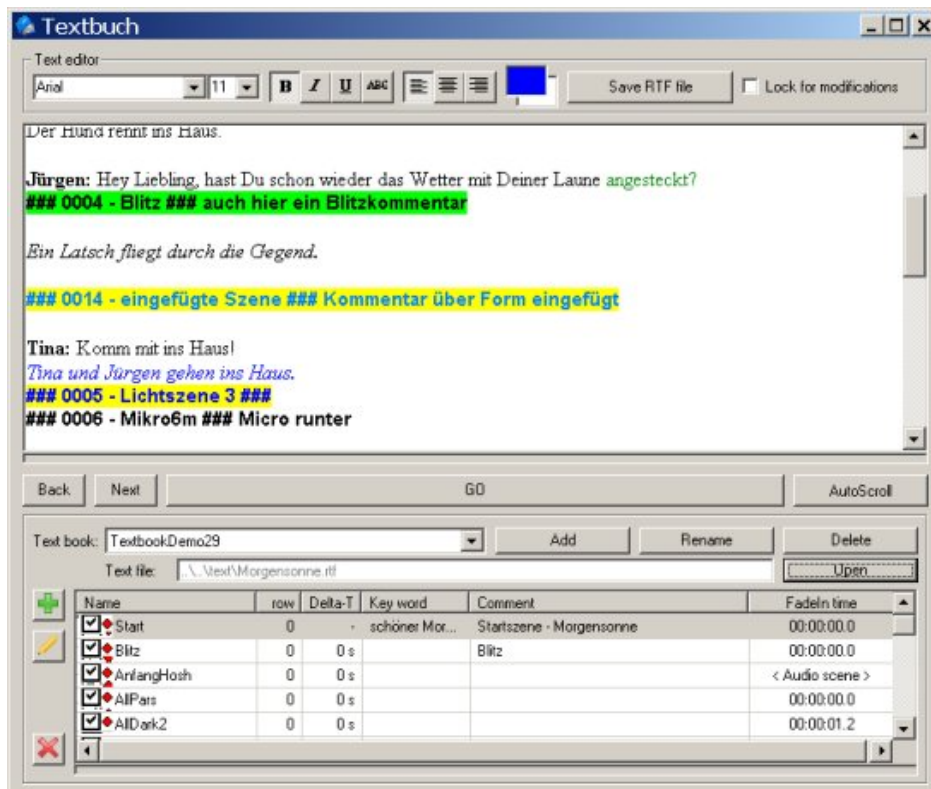 Textbuch
Text editor
Arial 11 B I U ABC Save RTF file Lock for modifications
Der Hund rennt ins Haus.
Jürgen: Hey Liebling, hast Du schon wieder das Wetter mit Deiner Laune angesteckt?
### 0004 - Blitz ### auch hier ein Blitzkommentar
Ein Latsch fliegt durch die Gegend.
### 0014 - eingefügte Szene ### Kommentar über Form eingefügt
Tina: Komm mit ins Haus!
Tina und Jürgen gehen ins Haus.
### 0005 - Lichtszene 3 ###
### 0006 - Mikro6m ### Micro runter
Back Next GO AutoScroll
Text book: TextbookDemo29 Add Rename Delete
Text file: ..\..\text\Morgensonne.rtf Open
Name row Delta-T Key word Comment FadeIn time
Start 0 - schöner Mor... Startszene - Morgensonne 00:00:00.0
Blitz 0 0 s Blitz 00:00:00.0
AnfangHosh 0 0 s < Audio scene >
AllPars 0 0 s 00:00:00.0
AllDark2 0 0 s 00:00:01.2